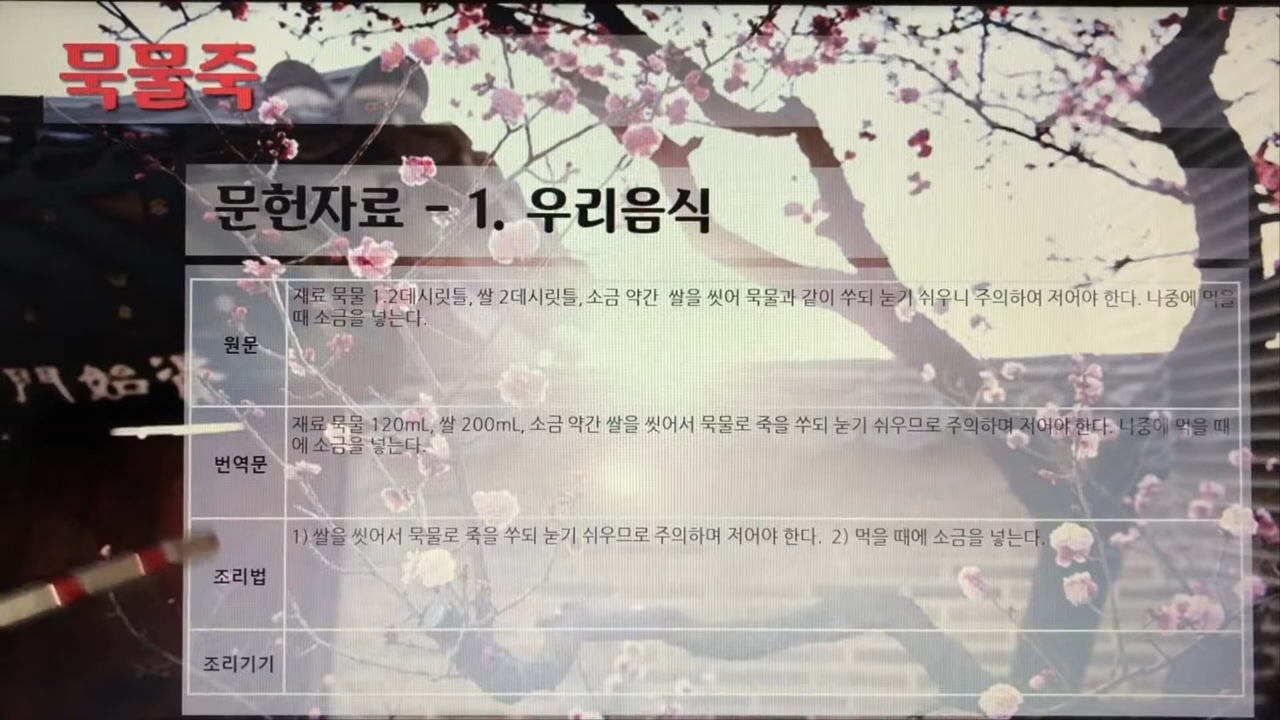 묵물죽
문헌자료 - 1. 우리음식
원문
재료 묵물 1.2데시릿틀, 쌀 2데시릿틀, 소금 약간 쌀을 씻어 묵물과 같이 쑤되 눋기 쉬우니 주의하여 저어야 한다. 나중에 먹을
때 소금을 넣는다.
번역문
재료 묵물 120mL, 쌀 200mL, 소금 약간 쌀을 씻어서 묵물로 죽을 쑤되 눋기 쉬우므로 주의하며 저어야 한다. 나중에 먹을 때
에 소금을 넣는다.
조리법
1) 쌀을 씻어서 묵물로 죽을 쑤되 눋기 쉬우므로 주의하며 저어야 한다. 2) 먹을 때에 소금을 넣는다.
조리기기
門始